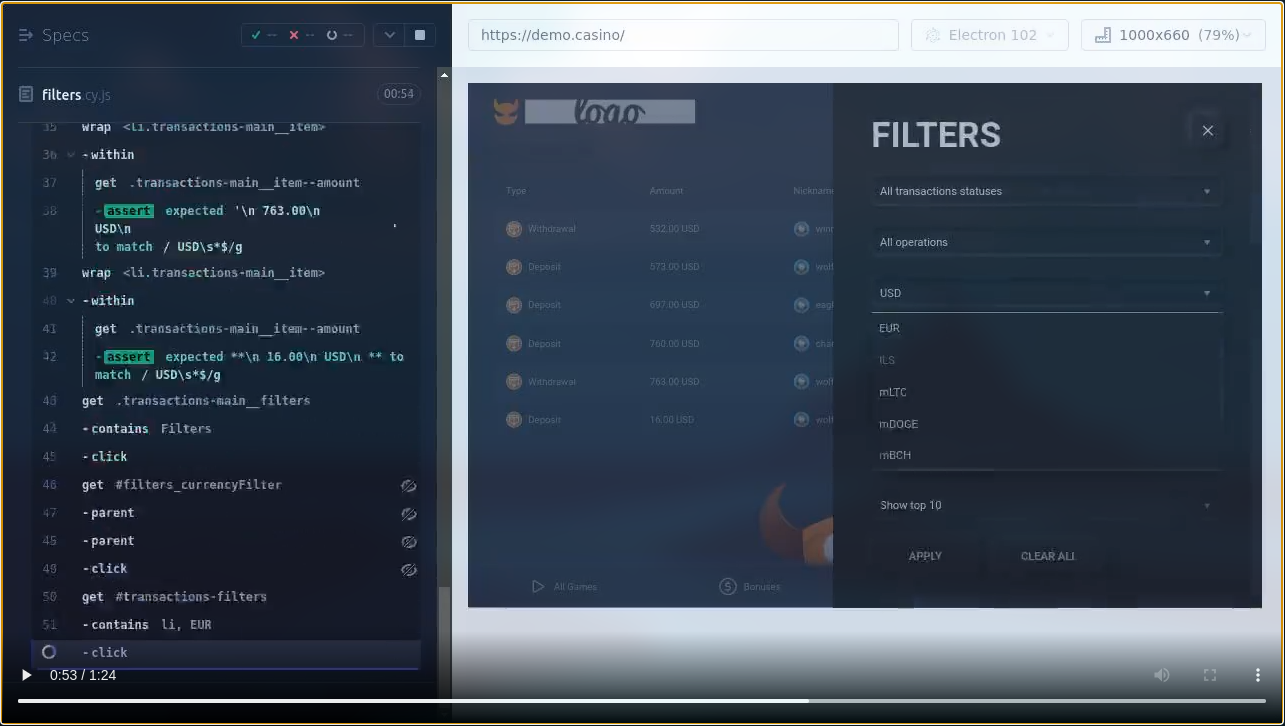 Specs
--
--
--
https://demo.casino/
Electron 102
1000x660 (79%)
filters.cy.js
00:54
35 wrap <li.transactions-main__item>
36 -within
37 get .transactions-main__item--amount
38 -assert expected '\n 763.00\n
USD\n '
to match / USD\s*$/g
39 wrap <li.transactions-main__item>
40 -within
41 get .transactions-main__item--amount
42 -assert expected **\n 16.00\n USD\n ** to
match / USD\s*$/g
43 get .transactions-main__filters
44 -contains Filters
45 -click
46 get #filters_currencyFilter
47 -parent
48 -parent
49 -click
50 get #transactions-filters
51 -contains li, EUR
-click
0:53 / 1:24
logo
Type Amount Nickname
Withdrawal 532.00 USD
Deposit 573.00 USD wolf
Deposit 697.00 USD eagl
Deposit 760.00 USD
Withdrawal 763.00 USD wolf
Deposit 16.00 USD wolf
All Games
Bonuses
FILTERS
All transactions statuses
All operations
USD
EUR
ILS
mLTC
mDOGE
mBCH
Show top 10
APPLY CLEAR ALL